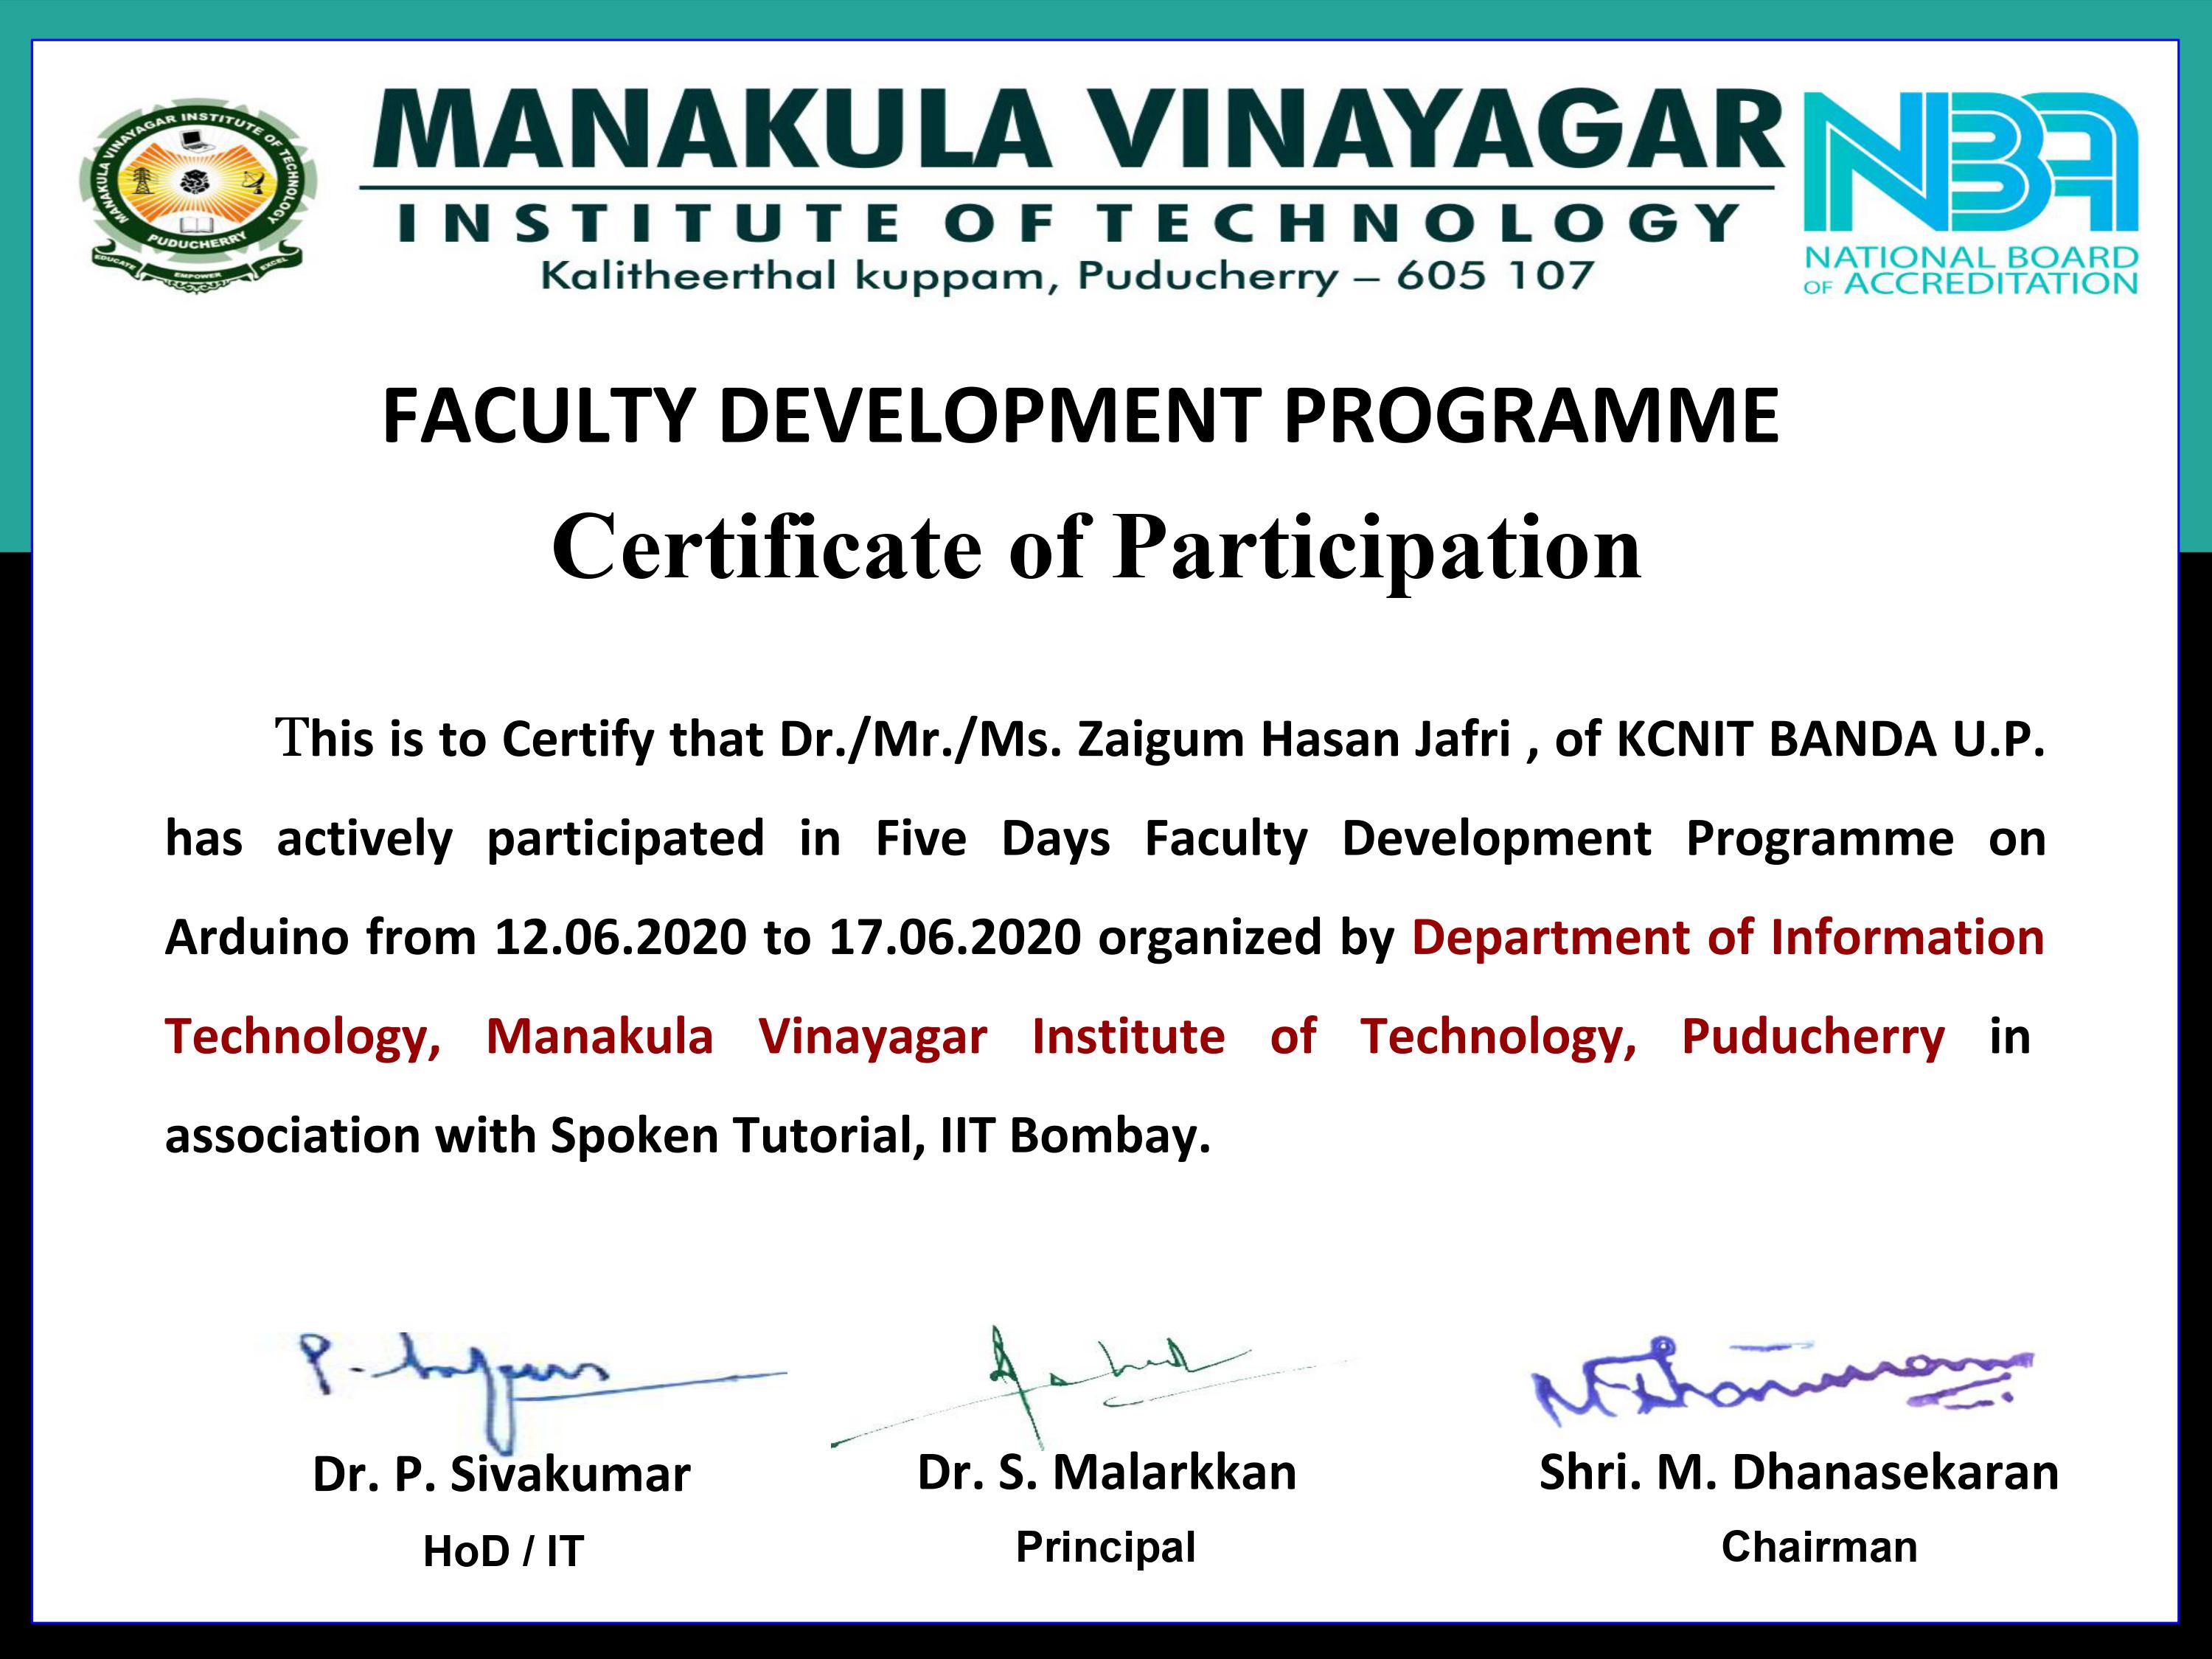 MANAKULA VINAYAGAR INSTITUTE OF TECHNOLOGY
PUDUCHERRY
EDUCATE EMPOWER EXCEL
MANAKULA VINAYAGAR
INSTITUTE OF TECHNOLOGY
Kalitheerthal kuppam, Puducherry – 605 107
NBA
NATIONAL BOARD
OF ACCREDITATION
FACULTY DEVELOPMENT PROGRAMME
Certificate of Participation
This is to Certify that Dr./Mr./Ms. Zaigum Hasan Jafri , of KCNIT BANDA U.P.
has actively participated in Five Days Faculty Development Programme on
Arduino from 12.06.2020 to 17.06.2020 organized by Department of Information
Technology, Manakula Vinayagar Institute of Technology, Puducherry in
association with Spoken Tutorial, IIT Bombay.
Dr. P. Sivakumar
HoD / IT
Dr. S. Malarkkan
Principal
Shri. M. Dhanasekaran
Chairman